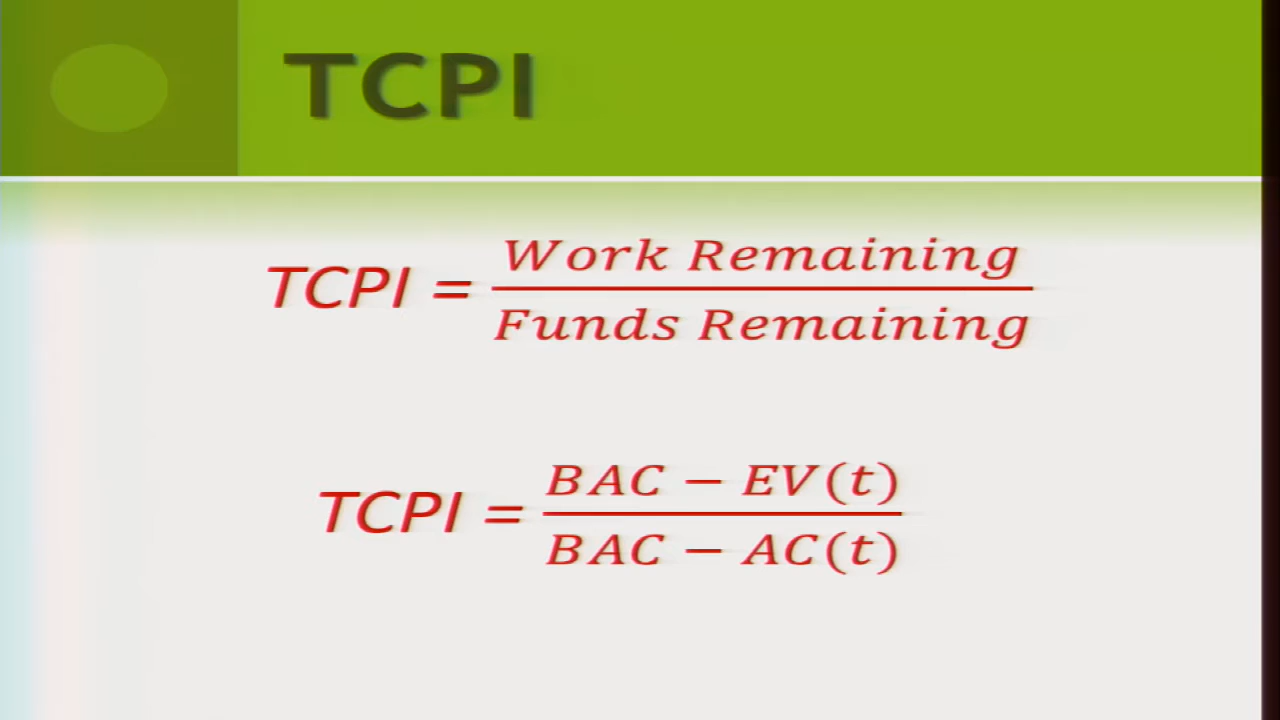 TCPI
TCPI = Work Remaining / Funds Remaining
TCPI = BAC − EV(t) / BAC − AC(t)